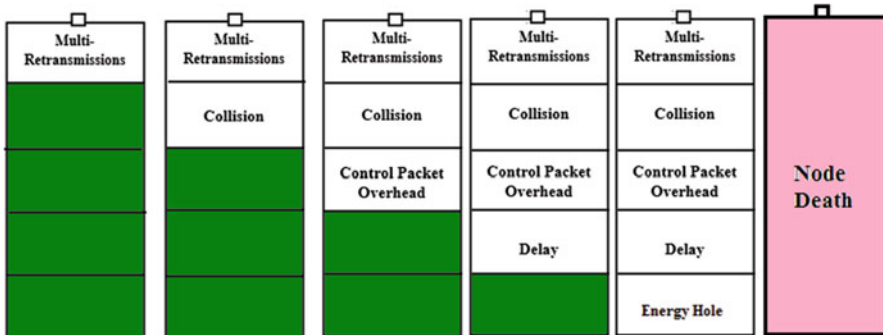 Multi-
Retransmissions
Multi-
Retransmissions
Collision
Multi-
Retransmissions
Collision
Control Packet
Overhead
Multi-
Retransmissions
Collision
Control Packet
Overhead
Delay
Multi-
Retransmissions
Collision
Control Packet
Overhead
Delay
Energy Hole
Node
Death